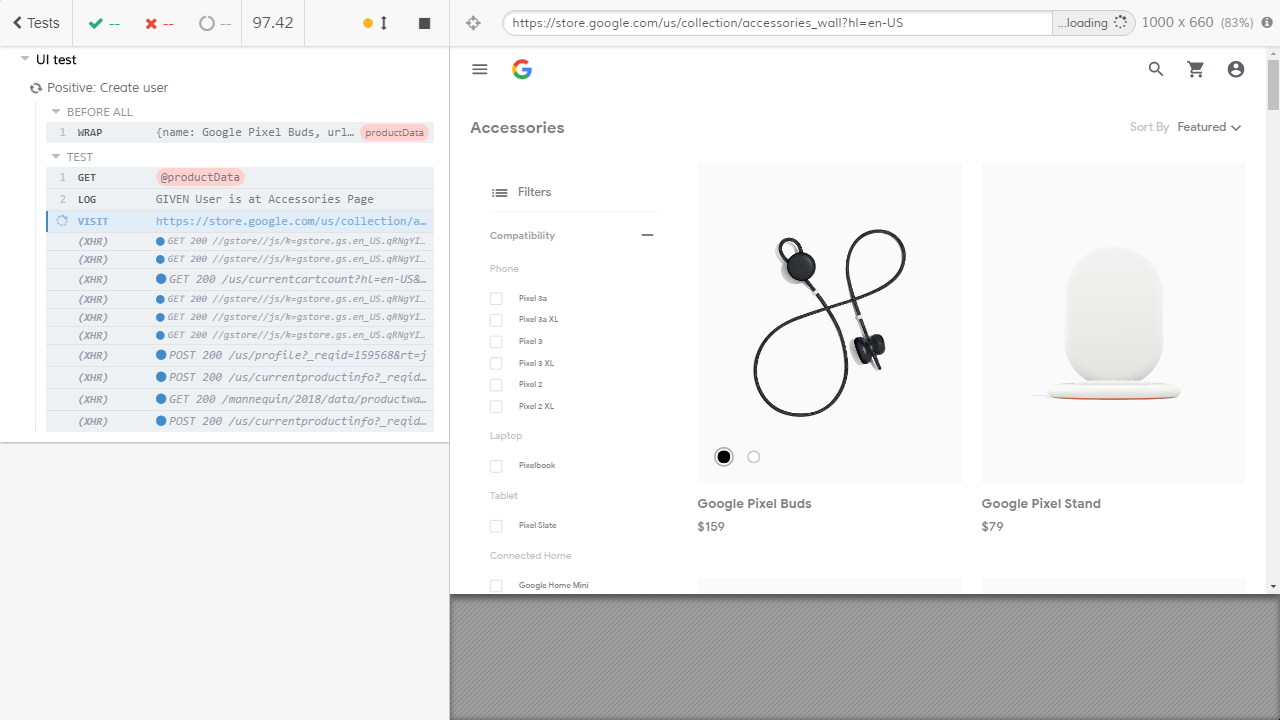 Tests -- -- -- 97.42
https://store.google.com/us/collection/accessories_wall?hl=en-US ...loading 1000 x 660 (83%)
UI test
Positive: Create user
BEFORE ALL
1 WRAP {name: Google Pixel Buds, url... productData
TEST
1 GET @productData
2 LOG GIVEN User is at Accessories Page
VISIT https://store.google.com/us/collection/a...
(XHR) GET 200 //gstore//js/k=gstore.gs.en_US.qRNgYI...
(XHR) GET 200 //gstore//js/k=gstore.gs.en_US.qRNgYI...
(XHR) GET 200 /us/currentcartcount?hl=en-US&...
(XHR) GET 200 //gstore//js/k=gstore.gs.en_US.qRNgYI...
(XHR) GET 200 //gstore//js/k=gstore.gs.en_US.qRNgYI...
(XHR) GET 200 //gstore//js/k=gstore.gs.en_US.qRNgYI...
(XHR) POST 200 /us/profile?_reqid=159568&rt=j
(XHR) POST 200 /us/currentproductinfo?_reqid...
(XHR) GET 200 /mannequin/2018/data/productwa...
(XHR) POST 200 /us/currentproductinfo?_reqid...
Accessories
Sort By Featured
Filters
Compatibility
Phone
Pixel 3a
Pixel 3a XL
Pixel 3
Pixel 3 XL
Pixel 2
Pixel 2 XL
Laptop
Pixelbook
Tablet
Pixel Slate
Connected Home
Google Home Mini
Google Pixel Buds
$159
Google Pixel Stand
$79